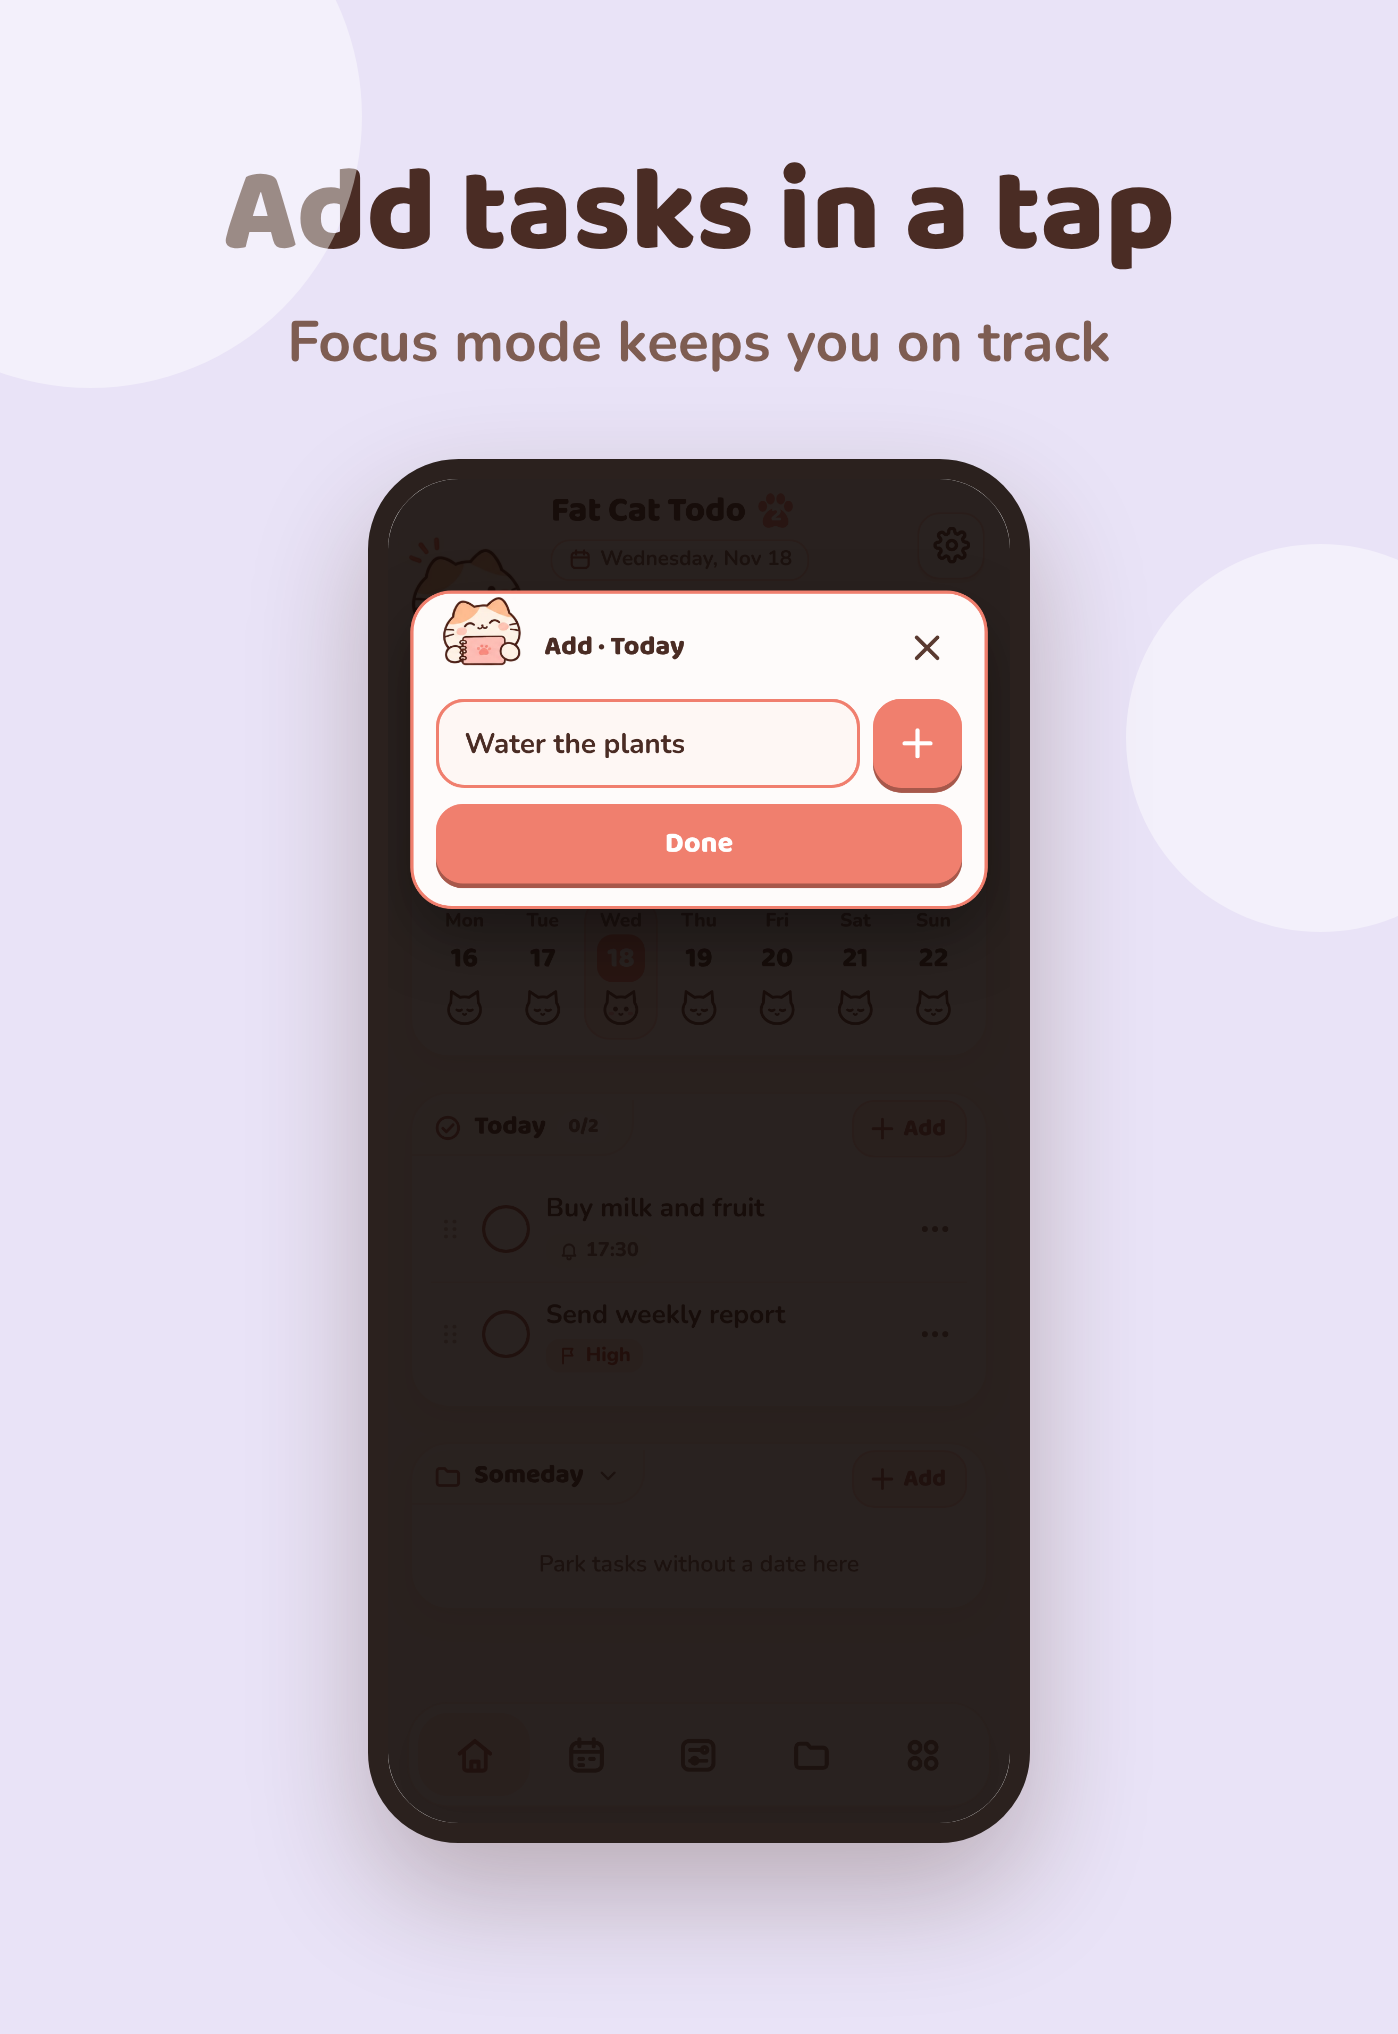 Add tasks in a tap
Focus mode keeps you on track
Fat Cat Todo
Wednesday, Nov 18
Add · Today
Water the plants
Done
Mon Tue Wed Thu Fri Sat Sun
16 17 18 19 20 21 22
Today 0/2
Add
Buy milk and fruit
17:30
Send weekly report
High
Someday
Add
Park tasks without a date here